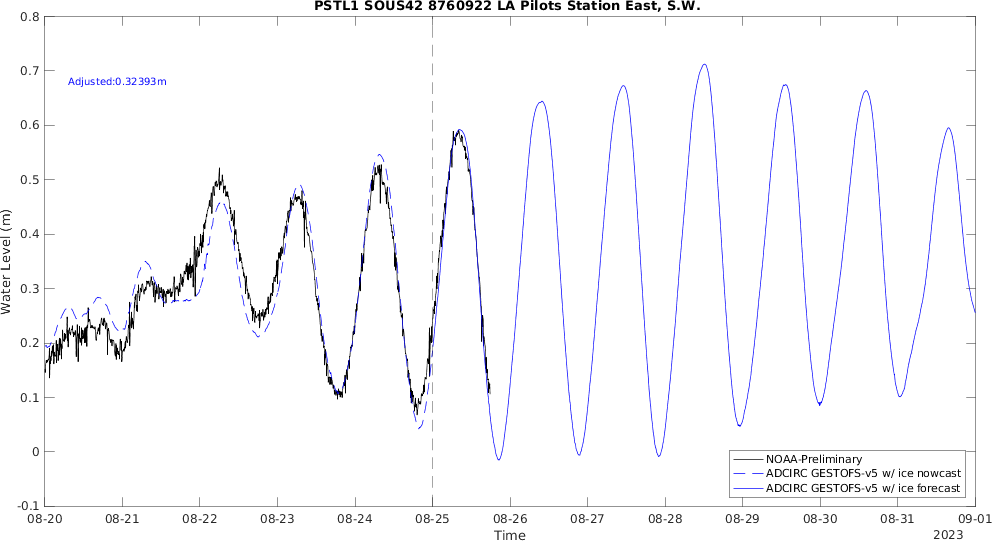 PSTL1 SOUS42 8760922 LA Pilots Station East, S.W.
Adjusted:0.32393m
Water Level (m)
0.8
0.7
0.6
0.5
0.4
0.3
0.2
0.1
0
-0.1
NOAA-Preliminary
ADCIRC GESTOFS-v5 w/ ice nowcast
ADCIRC GESTOFS-v5 w/ ice forecast
08-20 08-21 08-22 08-23 08-24 08-25 08-26 08-27 08-28 08-29 08-30 08-31 09-01
Time
2023